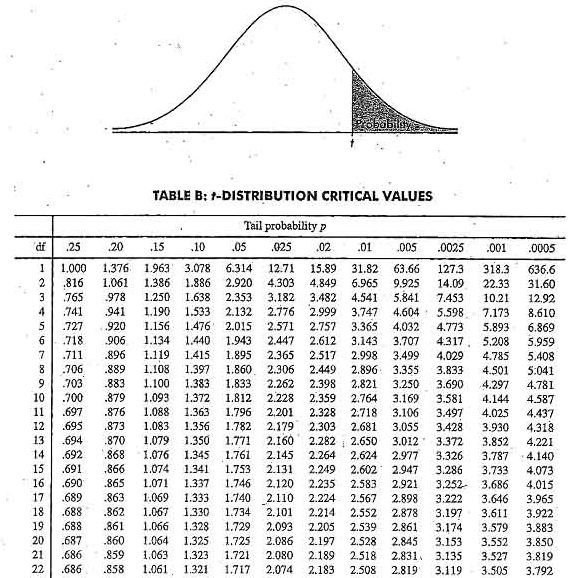 Probability
t
TABLE B: t-DISTRIBUTION CRITICAL VALUES
Tail probability p
df .25 .20 .15 .10 .05 .025 .02 .01 .005 .0025 .001 .0005
1 1.000 1.376 1.963 3.078 6.314 12.71 15.89 31.82 63.66 127.3 318.3 636.6
2 .816 1.061 1.386 1.886 2.920 4.303 4.849 6.965 9.925 14.09 22.33 31.60
3 .765 .978 1.250 1.638 2.353 3.182 3.482 4.541 5.841 7.453 10.21 12.92
4 .741 .941 1.190 1.533 2.132 2.776 2.999 3.747 4.604 5.598 7.173 8.610
5 .727 .920 1.156 1.476 2.015 2.571 2.757 3.365 4.032 4.773 5.893 6.869
6 .718 .906 1.134 1.440 1.943 2.447 2.612 3.143 3.707 4.317 5.208 5.959
7 .711 .896 1.119 1.415 1.895 2.365 2.517 2.998 3.499 4.029 4.785 5.408
8 .706 .889 1.108 1.397 1.860 2.306 2.449 2.896 3.355 3.833 4.501 5.041
9 .703 .883 1.100 1.383 1.833 2.262 2.398 2.821 3.250 3.690 4.297 4.781
10 .700 .879 1.093 1.372 1.812 2.228 2.359 2.764 3.169 3.581 4.144 4.587
11 .697 .876 1.088 1.363 1.796 2.201 2.328 2.718 3.106 3.497 4.025 4.437
12 .695 .873 1.083 1.356 1.782 2.179 2.303 2.681 3.055 3.428 3.930 4.318
13 .694 .870 1.079 1.350 1.771 2.160 2.282 2.650 3.012 3.372 3.852 4.221
14 .692 .868 1.076 1.345 1.761 2.145 2.264 2.624 2.977 3.326 3.787 4.140
15 .691 .866 1.074 1.341 1.753 2.131 2.249 2.602 2.947 3.286 3.733 4.073
16 .690 .865 1.071 1.337 1.746 2.120 2.235 2.583 2.921 3.252 3.686 4.015
17 .689 .863 1.069 1.333 1.740 2.110 2.224 2.567 2.898 3.222 3.646 3.965
18 .688 .862 1.067 1.330 1.734 2.101 2.214 2.552 2.878 3.197 3.611 3.922
19 .688 .861 1.066 1.328 1.729 2.093 2.205 2.539 2.861 3.174 3.579 3.883
20 .687 .860 1.064 1.325 1.725 2.086 2.197 2.528 2.845 3.153 3.552 3.850
21 .686 .859 1.063 1.323 1.721 2.080 2.189 2.518 2.831 3.135 3.527 3.819
22 .686 .858 1.061 1.321 1.717 2.074 2.183 2.508 2.819 3.119 3.505 3.792